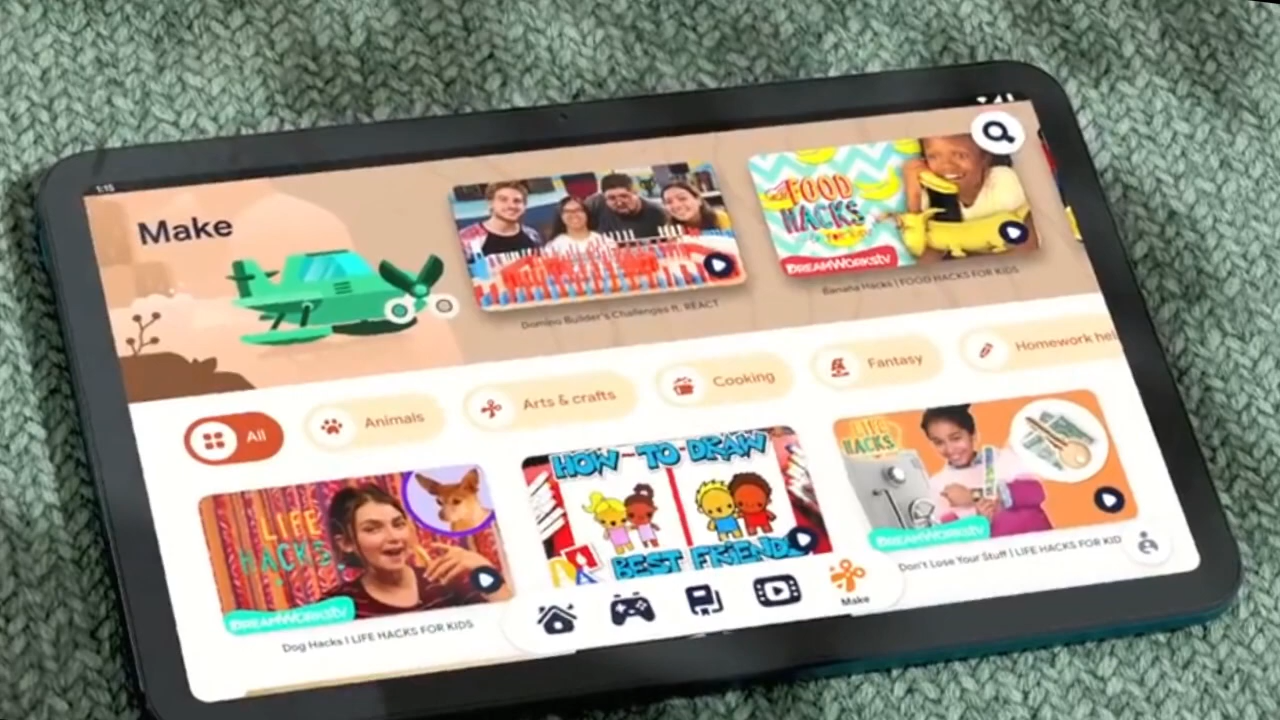 1:15
Make
FOOD
HACKS
DREAMWORKStv
Domino Builder's Challenges ft. REACT
Banana Hacks | FOOD HACKS FOR KIDS
All
Animals
Arts & crafts
Cooking
Fantasy
Homework hel
LIFE
HACKS
DREAMWORKStv
HOW-TO-DRAW
BEST FRIENDS
LIFE
HACKS
DREAMWORKStv
Dog Hacks | LIFE HACKS FOR KIDS
Don't Lose Your Stuff | LIFE HACKS FOR KID
Make